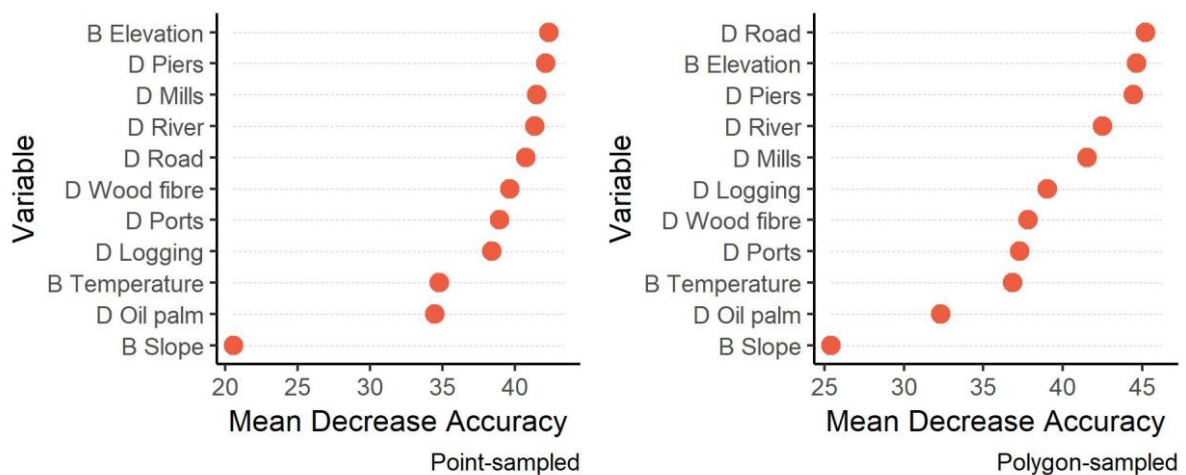 Variable
B Elevation
D Piers
D Mills
D River
D Road
D Wood fibre
D Ports
D Logging
B Temperature
D Oil palm
B Slope
20 25 30 35 40
Mean Decrease Accuracy
Point-sampled
Variable
D Road
B Elevation
D Piers
D River
D Mills
D Logging
D Wood fibre
D Ports
B Temperature
D Oil palm
B Slope
25 30 35 40 45
Mean Decrease Accuracy
Polygon-sampled